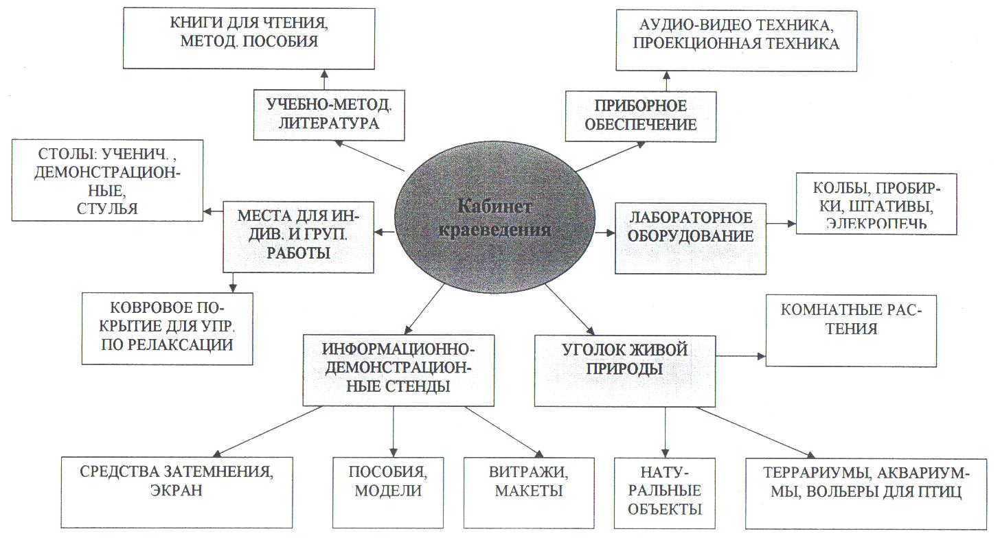 КНИГИ ДЛЯ ЧТЕНИЯ,
МЕТОД. ПОСОБИЯ
АУДИО-ВИДЕО ТЕХНИКА,
ПРОЕКЦИОННАЯ ТЕХНИКА
УЧЕБНО-МЕТОД.
ЛИТЕРАТУРА
ПРИБОРНОЕ
ОБЕСПЕЧЕНИЕ
СТОЛЫ: УЧЕНИЧ. ,
ДЕМОНСТРАЦИОН-
НЫЕ,
СТУЛЬЯ
МЕСТА ДЛЯ ИН-
ДИВ. И ГРУП.
РАБОТЫ
Кабинет
краеведения
ЛАБОРАТОРНОЕ
ОБОРУДОВАНИЕ
КОЛБЫ, ПРОБИР-
КИ, ШТАТИВЫ,
ЭЛЕКРОПЕЧЬ
КОВРОВОЕ ПО-
КРЫТИЕ ДЛЯ УПР.
ПО РЕЛАКСАЦИИ
ИНФОРМАЦИОННО-
ДЕМОНСТРАЦИОН-
НЫЕ СТЕНДЫ
УГОЛОК ЖИВОЙ
ПРИРОДЫ
КОМНАТНЫЕ РАС-
ТЕНИЯ
СРЕДСТВА ЗАТЕМНЕНИЯ,
ЭКРАН
ПОСОБИЯ,
МОДЕЛИ
ВИТРАЖИ,
МАКЕТЫ
НАТУ-
РАЛЬНЫЕ
ОБЪЕКТЫ
ТЕРРАРИУМЫ, АКВАРИУМ-
МЫ, ВОЛЬЕРЫ ДЛЯ ПТИЦ